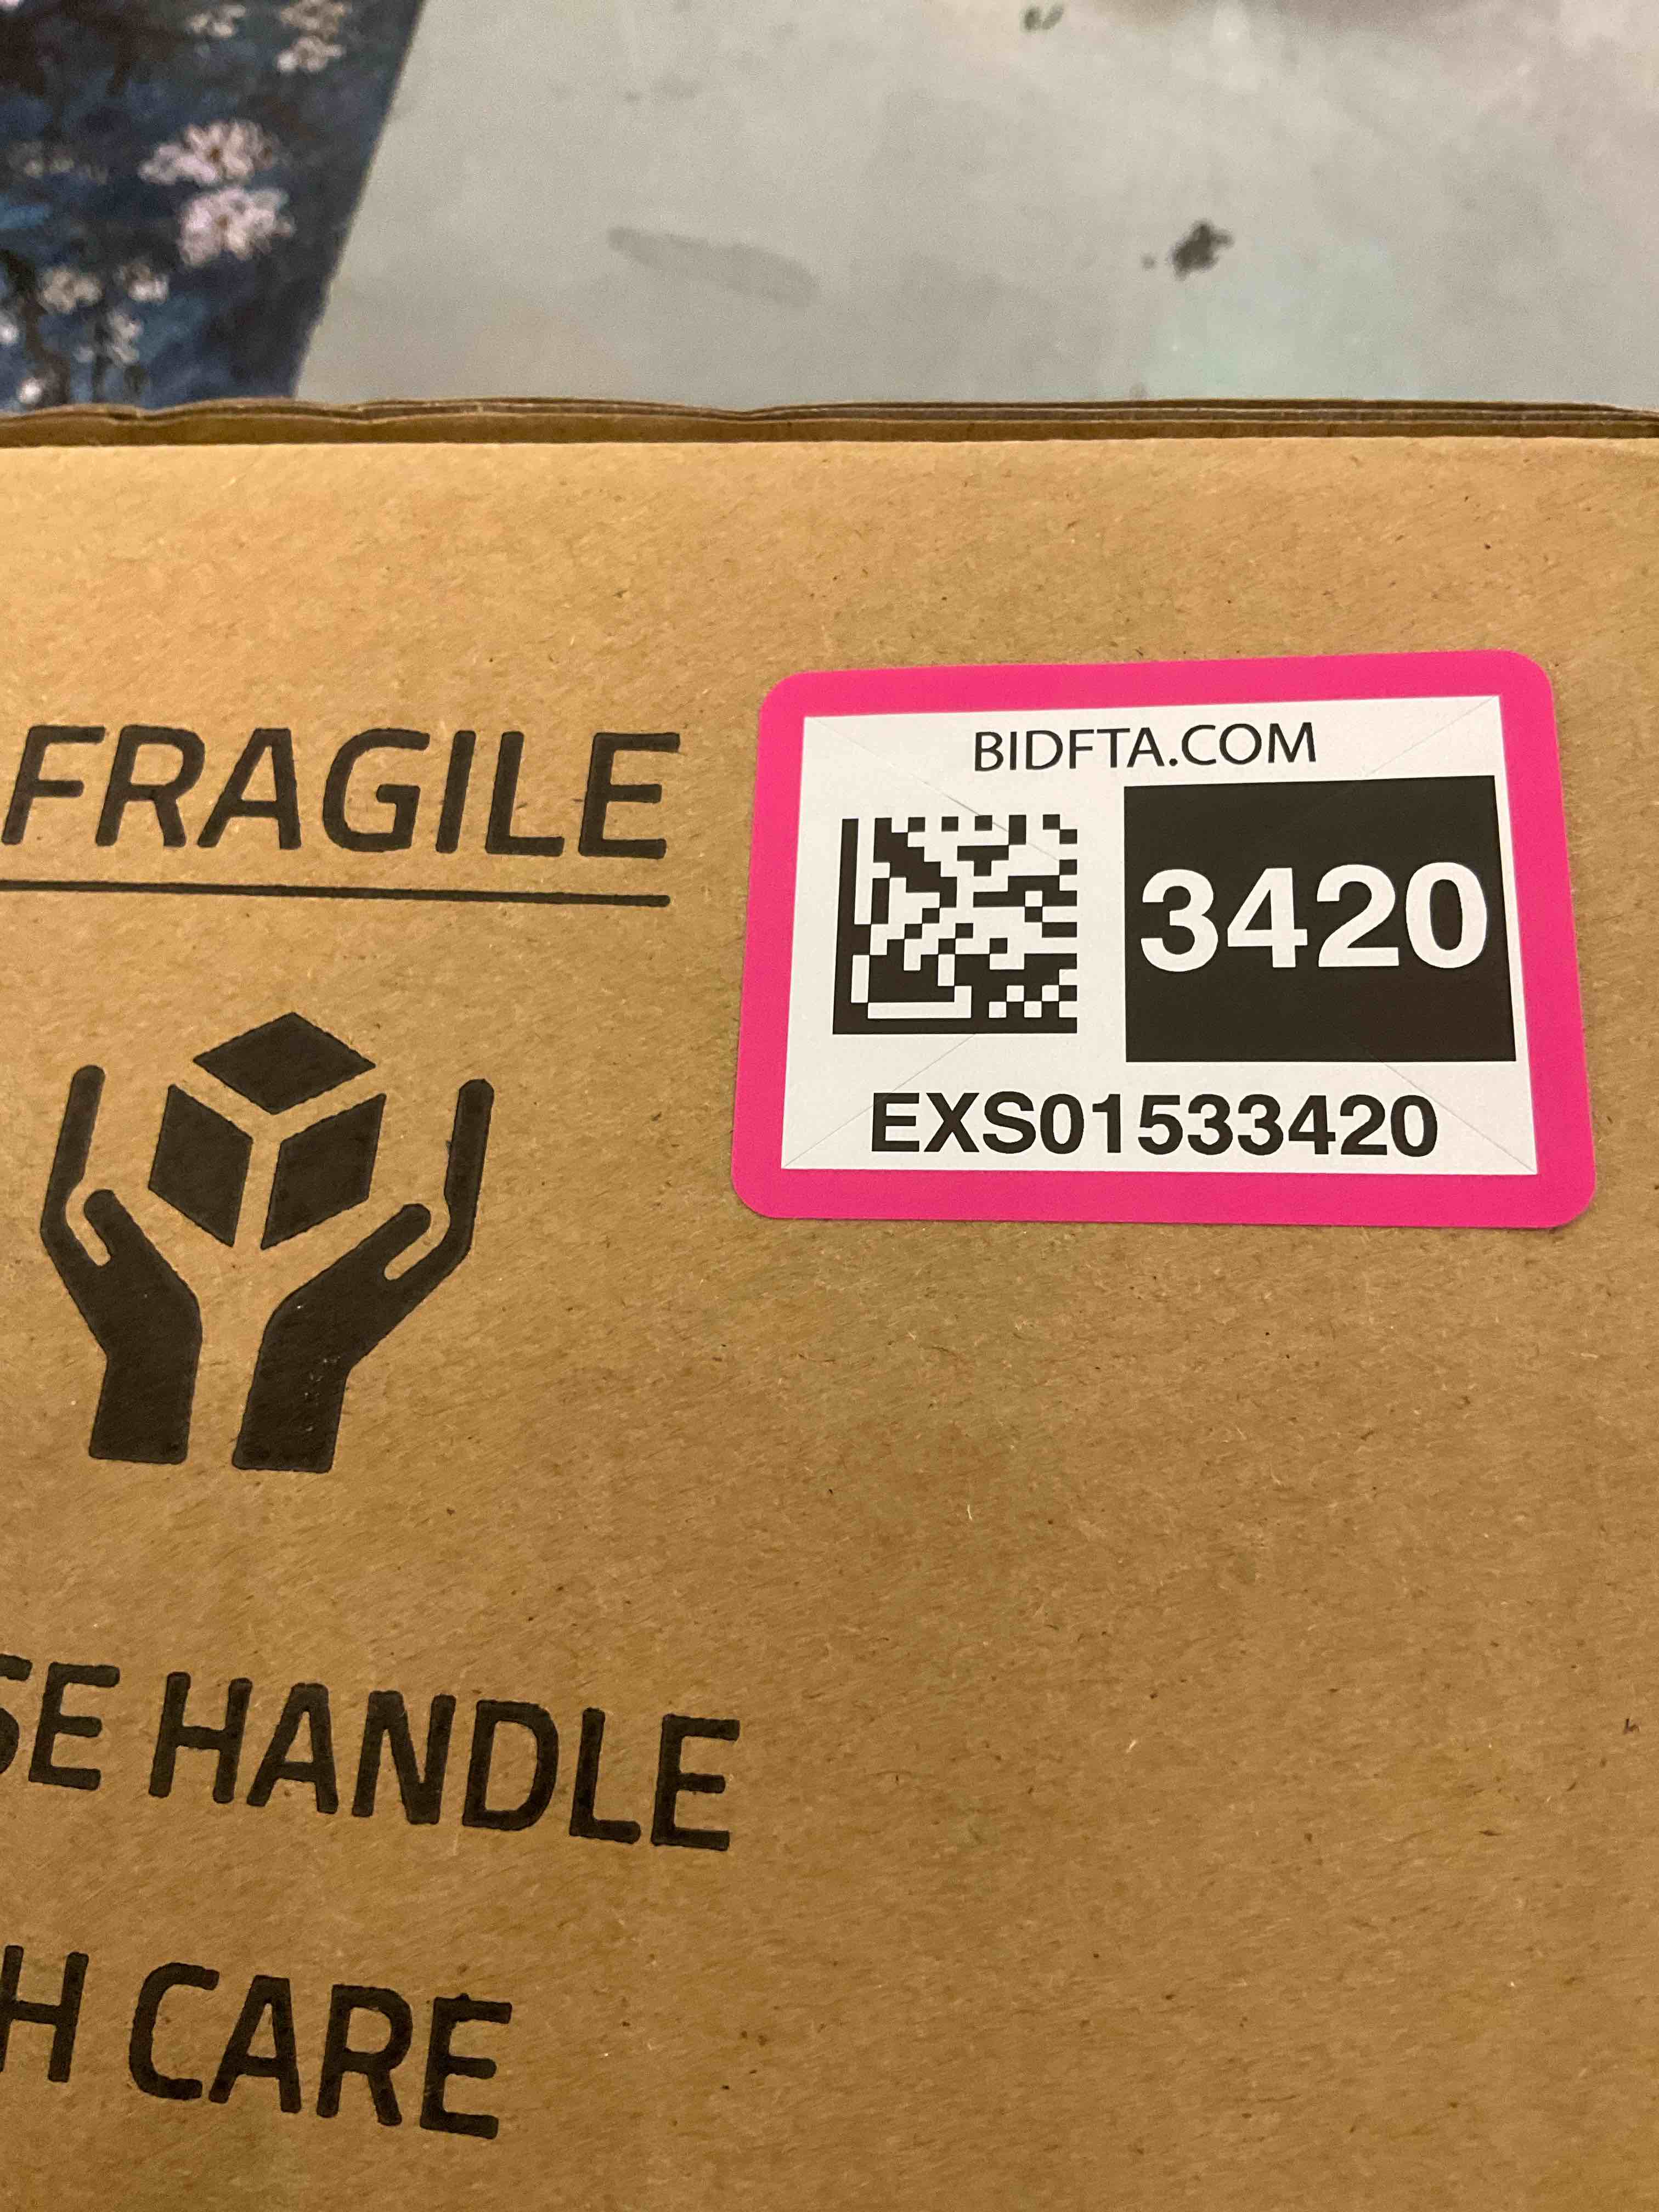 FRAGILE
BIDFTA.COM
3420
EXS01533420
SE HANDLE
H CARE